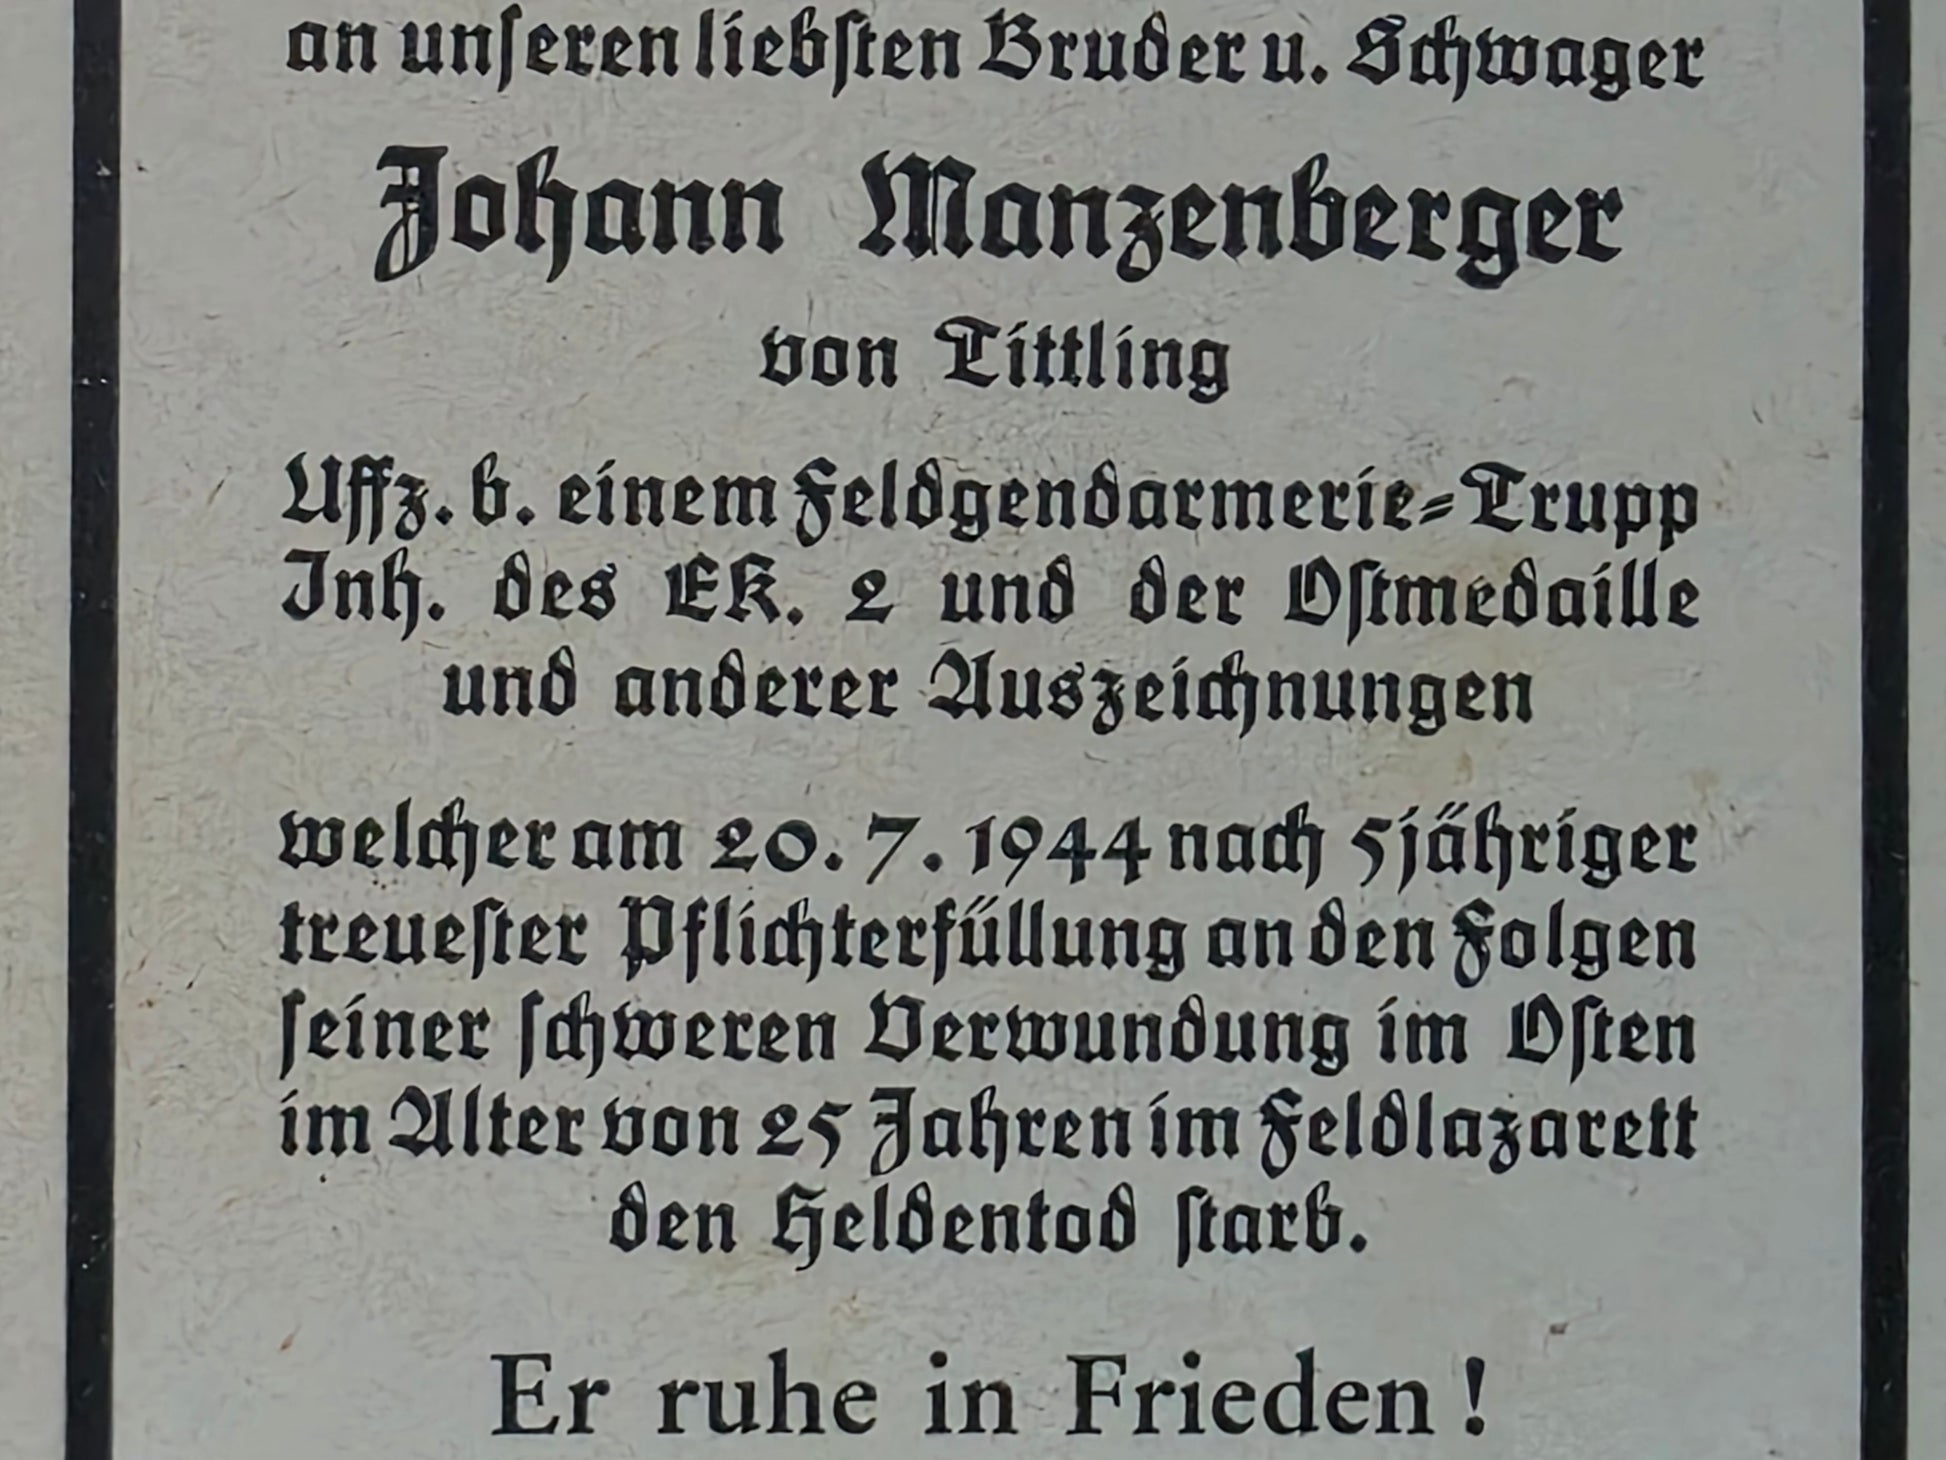 an unseren liebsten Bruder u. Schwager
Johann Manzenberger
von Tittling
Uffz. b. einem Feldgendarmerie-Trupp
Inh. des EK. 2 und der Ostmedaille
und anderer Auszeichnungen
welcher am 20. 7. 1944 nach 5jähriger
treuester Pflichterfüllung an den Folgen
seiner schweren Verwundung im Osten
im Alter von 25 Jahren im Feldlazarett
den Heldentod starb.
Er ruhe in Frieden!